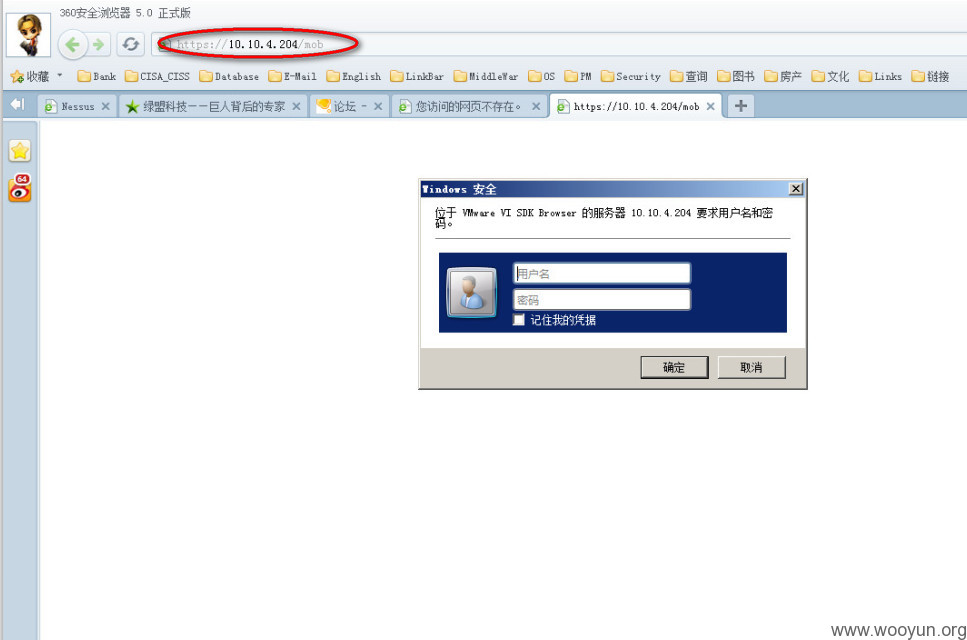 360安全浏览器 5.0 正式版
https://10.10.4.204/mob
收藏 Bank CISA_CISS Database E-Mail English LinkBar MiddleWar OS PM Security 查询 图书 房产 文化 Links 链接
Nessus 绿盟科技——巨人背后的专家 论坛 - 您访问的网页不存在。 https://10.10.4.204/mob
64
Windows 安全
位于 VMware VI SDK Browser 的服务器 10.10.4.204 要求用户名和密
码。
用户名
密码
记住我的凭据
确定 取消
www.wooyun.org